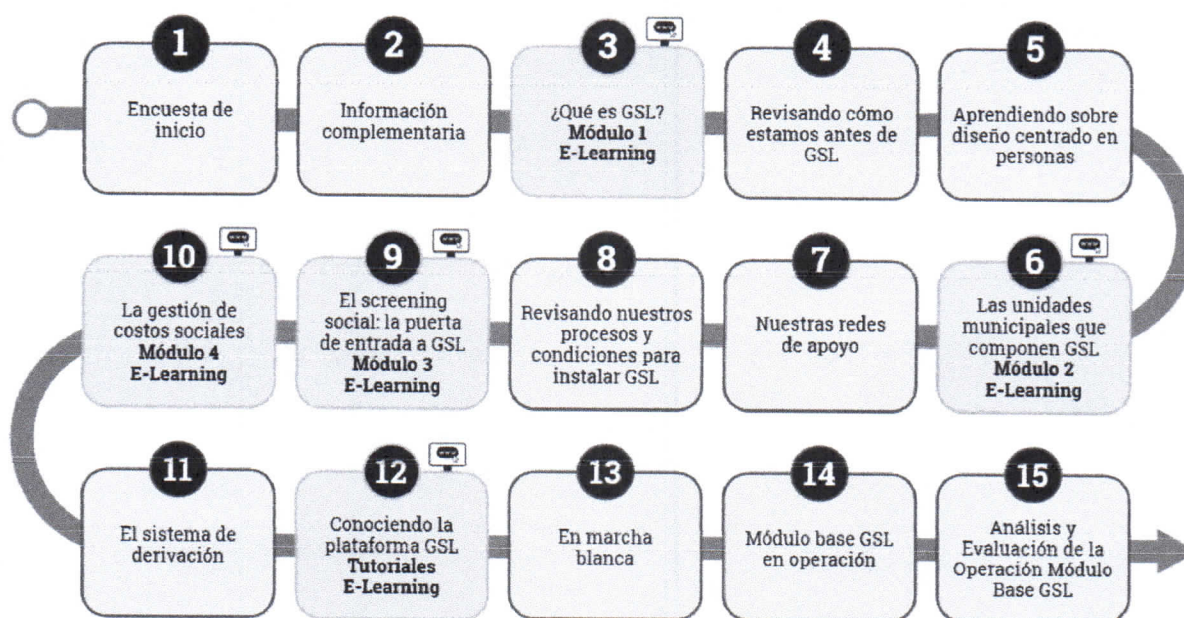 1
Encuesta de
inicio
2
Información
complementaria
3
¿Qué es GSL?
Módulo 1
E-Learning
4
Revisando cómo
estamos antes de
GSL
5
Aprendiendo sobre
diseño centrado en
personas
6
Las unidades
municipales que
componen GSL
Módulo 2
E-Learning
7
Nuestras redes
de apoyo
8
Revisando nuestros
procesos y
condiciones para
instalar GSL
9
El screening
social: la puerta
de entrada a GSL
Módulo 3
E-Learning
10
La gestión de
costos sociales
Módulo 4
E-Learning
11
El sistema de
derivación
12
Conociendo la
plataforma GSL
Tutoriales
E-Learning
13
En marcha
blanca
14
Módulo base GSL
en operación
15
Análisis y
Evaluación de la
Operación Módulo
Base GSL